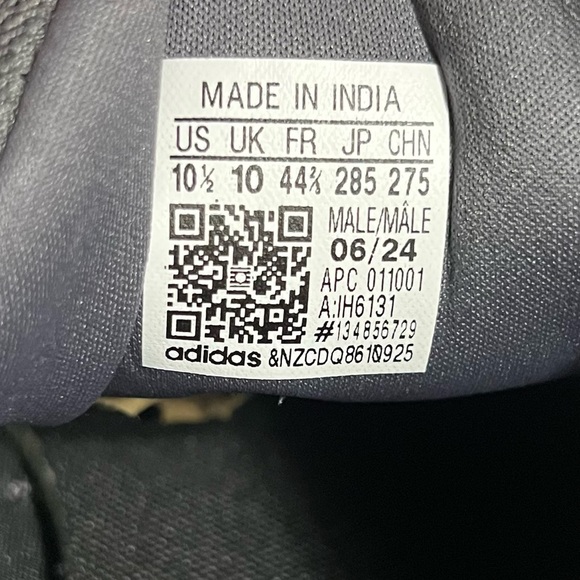 MADE IN INDIA
US UK FR JP CHN
10½ 10 44⅔ 285 275
MALE/MÂLE
06/24
APC 011001
A:IH6131
#134856729
adidas &NZCDQ8610925